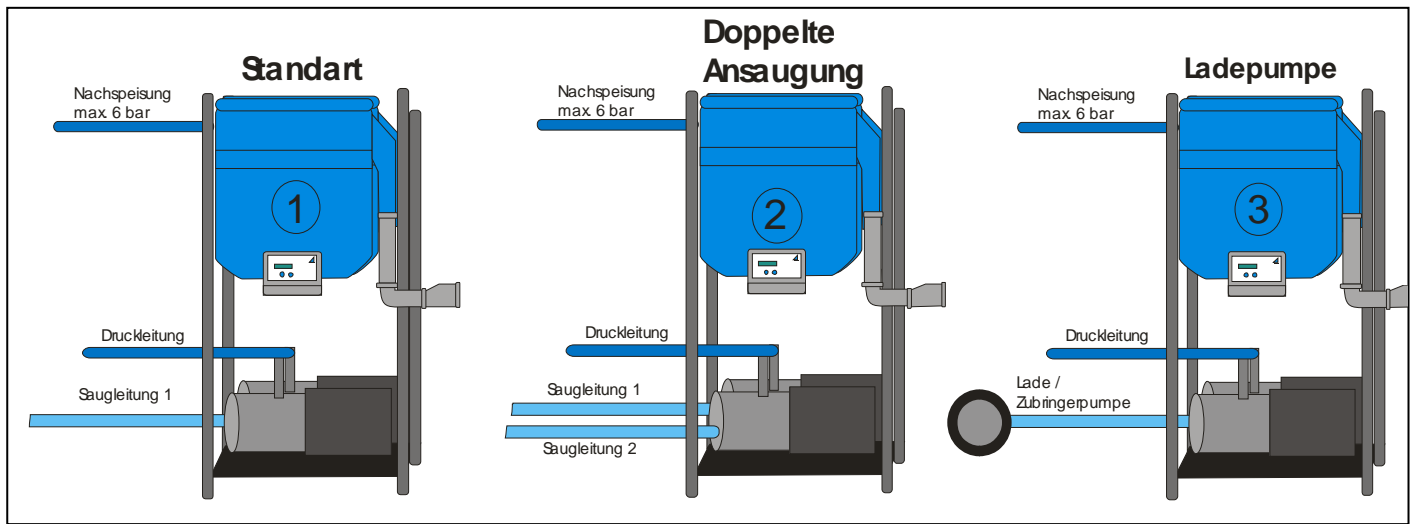 Standart
Nachspeisung
max. 6 bar
1
Druckleitung
Saugleitung 1
Doppelte
Ansaugung
Nachspeisung
max. 6 bar
2
Druckleitung
Saugleitung 1
Saugleitung 2
Ladepumpe
Nachspeisung
max. 6 bar
3
Druckleitung
Lade /
Zubringerpumpe